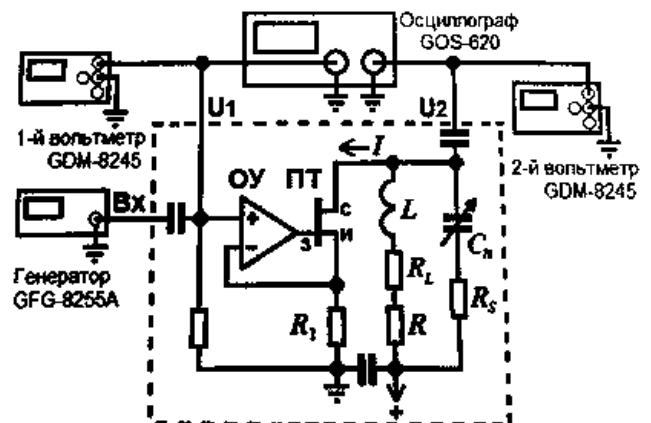 Осциллограф
GOS-620
U1
U2
1-й вольтметр
GDM-8245
2-й вольтметр
GDM-8245
I
ОУ
ПТ
Вх
Генератор
GFG-8255A
+
−
с
и
з
L
Cn
RL
R
RS
R1
+